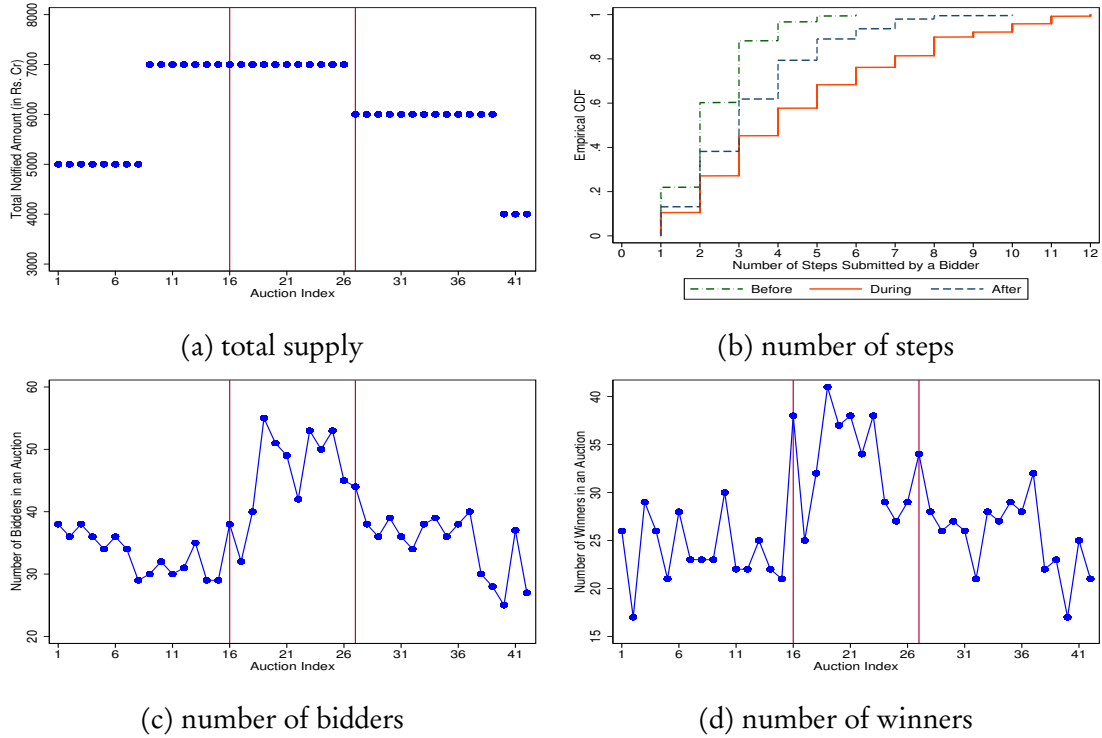 Total Notified Amount (in Rs. Cr)
8000
7000
6000
5000
4000
3000
1 6 11 16 21 26 31 36 41
Auction Index
(a) total supply
Empirical CDF
1
.8
.6
.4
.2
0
0 1 2 3 4 5 6 7 8 9 10 11 12
Number of Steps Submitted by a Bidder
Before During After
(b) number of steps
Number of Bidders in an Auction
60
50
40
30
20
1 6 11 16 21 26 31 36 41
Auction Index
(c) number of bidders
Number of Winners in an Auction
40
35
30
25
20
15
1 6 11 16 21 26 31 36 41
Auction Index
(d) number of winners